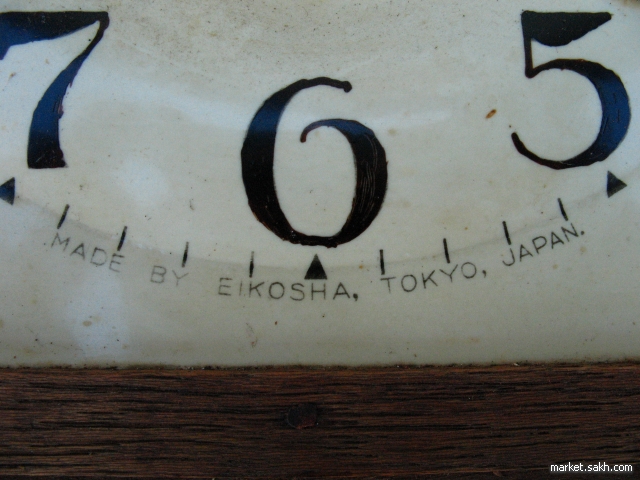 7 6 5
MADE BY EIKOSHA, TOKYO, JAPAN.
market.sakh.com